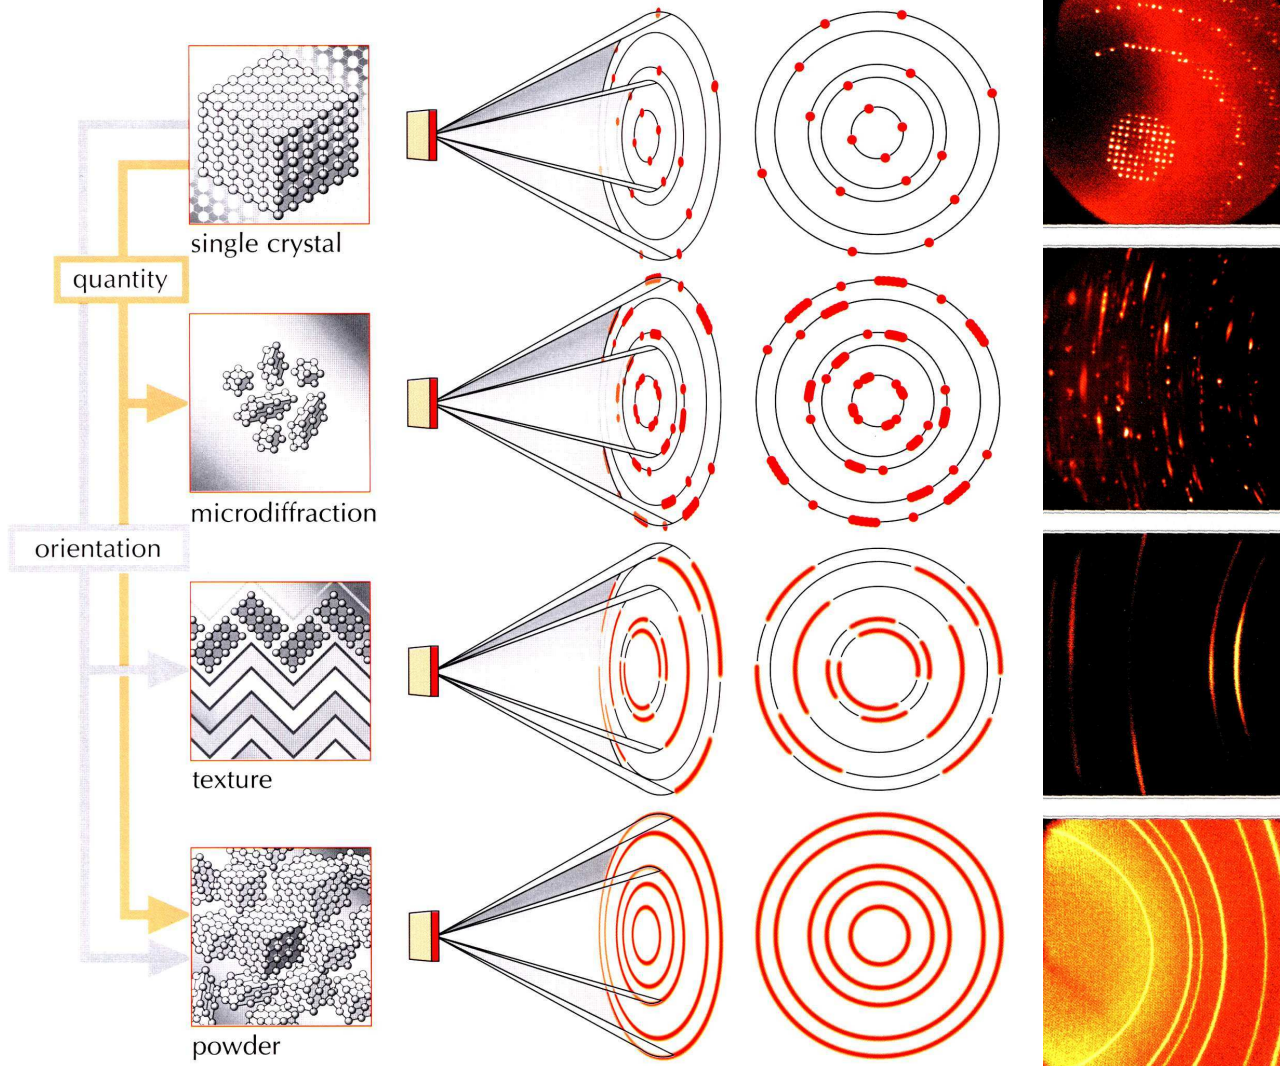 single crystal
quantity
microdiffraction
orientation
texture
powder